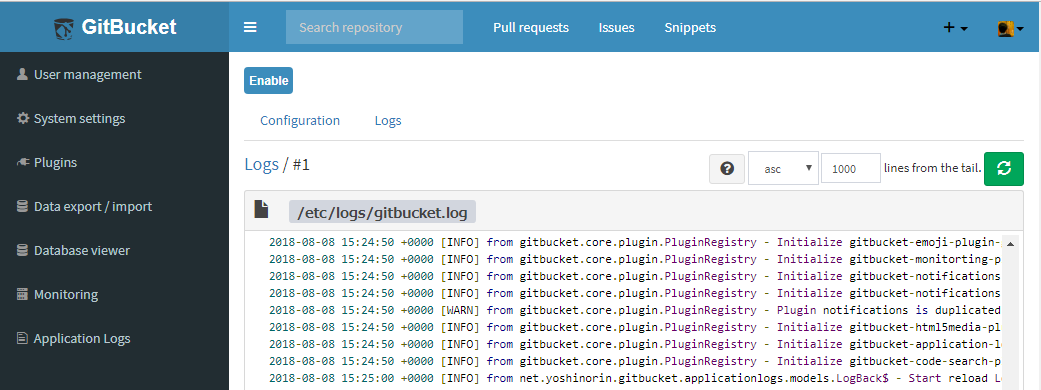 GitBucket
Search repository
Pull requests
Issues
Snippets
User management
System settings
Plugins
Data export / import
Database viewer
Monitoring
Application Logs
Enable
Configuration
Logs
Logs / #1
asc
1000
lines from the tail.
/etc/logs/gitbucket.log
2018-08-08 15:24:50 +0000 [INFO] from gitbucket.core.plugin.PluginRegistry - Initialize gitbucket-emoji-plugin-
2018-08-08 15:24:50 +0000 [INFO] from gitbucket.core.plugin.PluginRegistry - Initialize gitbucket-monitorting-p
2018-08-08 15:24:50 +0000 [INFO] from gitbucket.core.plugin.PluginRegistry - Initialize gitbucket-notifications
2018-08-08 15:24:50 +0000 [INFO] from gitbucket.core.plugin.PluginRegistry - Initialize gitbucket-notifications
2018-08-08 15:24:50 +0000 [WARN] from gitbucket.core.plugin.PluginRegistry - Plugin notifications is duplicated
2018-08-08 15:24:50 +0000 [INFO] from gitbucket.core.plugin.PluginRegistry - Initialize gitbucket-html5media-pl
2018-08-08 15:24:50 +0000 [INFO] from gitbucket.core.plugin.PluginRegistry - Initialize gitbucket-application-l
2018-08-08 15:24:50 +0000 [INFO] from gitbucket.core.plugin.PluginRegistry - Initialize gitbucket-code-search-p
2018-08-08 15:25:00 +0000 [INFO] from net.yoshinorin.gitbucket.applicationlogs.models.LogBack$ - Start reload L